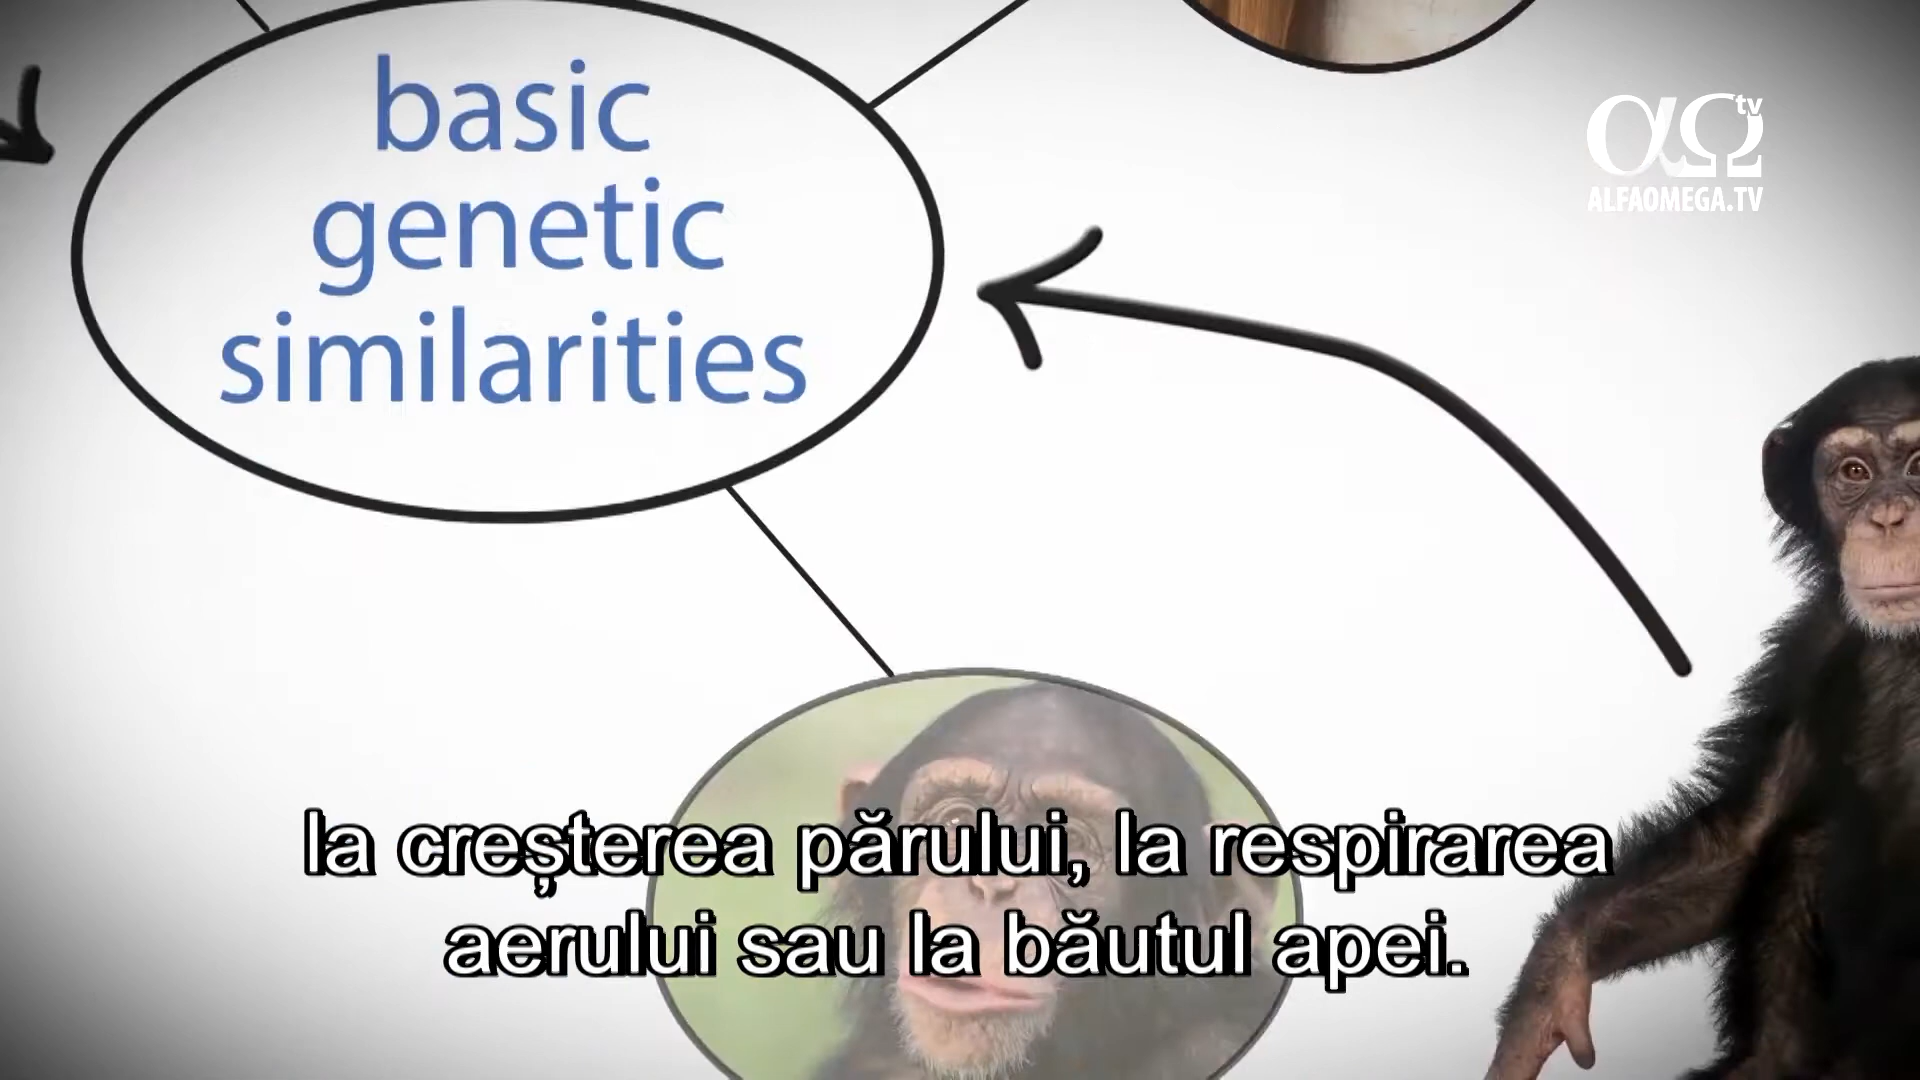 basic
genetic
similarities
αΩ tv
ALFAOMEGA.TV
la creșterea părului, la respirarea
aerului sau la băutul apei.